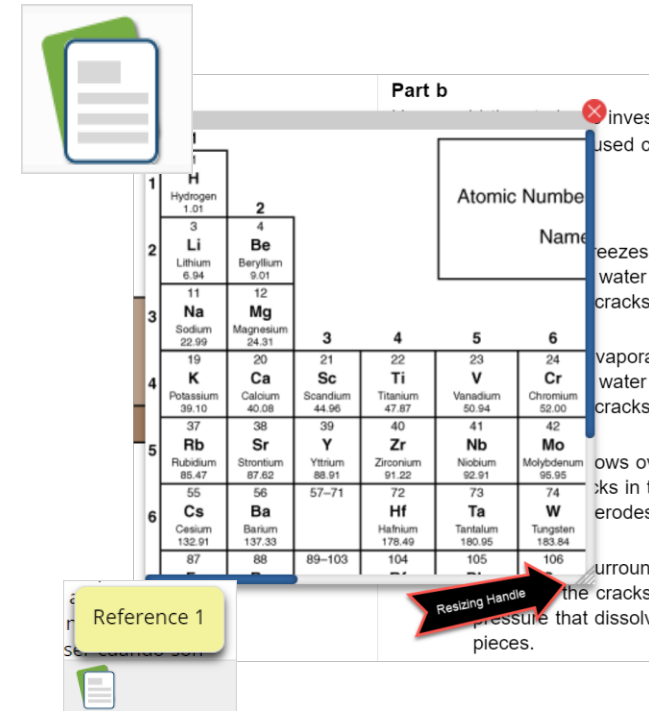 Part b
inves
used o
1
1
H
Hydrogen
1.01
Atomic Numbe
Name
2
2
3
Li
Lithium
6.94
4
Be
Beryllium
9.01
reezes
water
cracks
3
11
Na
Sodium
22.99
12
Mg
Magnesium
24.31
3
4
5
6
4
19
K
Potassium
39.10
20
Ca
Calcium
40.08
21
Sc
Scandium
44.96
22
Ti
Titanium
47.87
23
V
Vanadium
50.94
24
Cr
Chromium
52.00
vapora
water
cracks
5
37
Rb
Rubidium
85.47
38
Sr
Strontium
87.62
39
Y
Yttrium
88.91
40
Zr
Zirconium
91.22
41
Nb
Niobium
92.91
42
Mo
Molybdenum
95.95
6
55
Cs
Cesium
132.91
56
Ba
Barium
137.33
57–71
72
Hf
Hafnium
178.49
73
Ta
Tantalum
180.95
74
W
Tungsten
183.84
ows ov
cks in t
erodes
87
88
89–103
104
105
106
urroun
the cracks
pressure that dissolv
pieces.
Resizing Handle
Reference 1